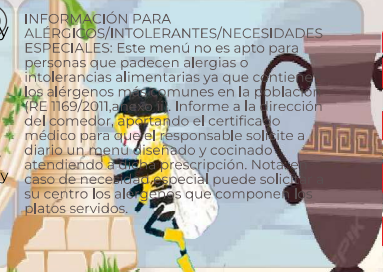 INFORMACIÓN PARA
ALÉRGICOS/INTOLERANTES/NECESIDADES
ESPECIALES: Este menú no es apto para
personas que padecen alergias o
intolerancias alimentarias ya que contiene
los alérgenos más comunes en la población
(RE 1169/2011, anexo II). Informe a la dirección
del comedor, aportando el certificado
médico para que el responsable solicite a
diario un menú diseñado y cocinado
atendiendo a dicha prescripción. Nota: en
caso de necesidad especial puede solicitar
su centro los alérgenos que componen los
platos servidos.
y
y